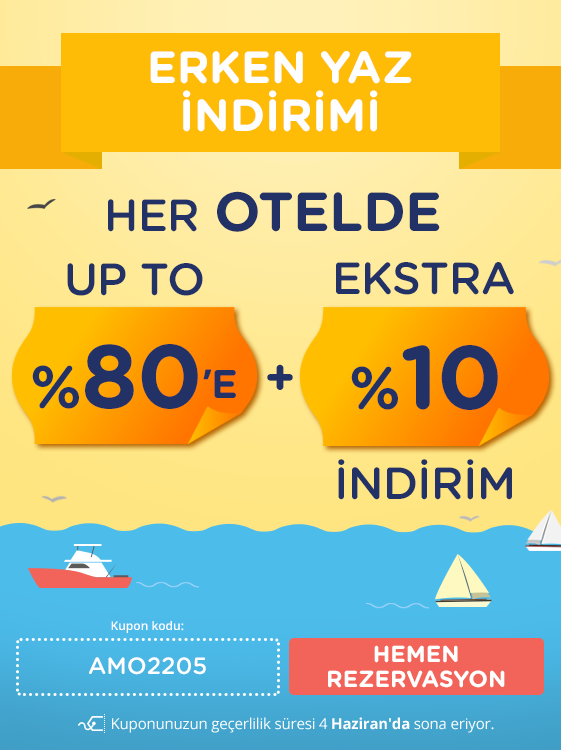 ERKEN YAZ
İNDİRİMİ
HER OTELDE
UP TO
%80'E
+
EKSTRA
%10
İNDİRİM
Kupon kodu:
AMO2205
HEMEN
REZERVASYON
Kuponunuzun geçerlilik süresi 4 Haziran'da sona eriyor.